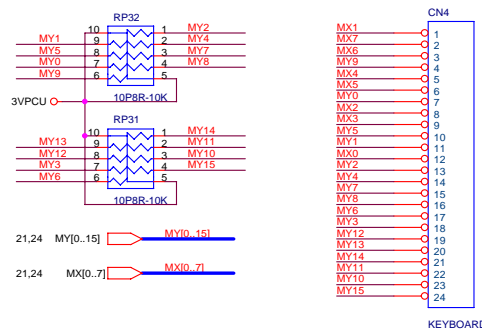 RP32
10 1 MY2
MY1 9 2 MY4
MY5 8 3 MY7
MY0 7 4 MY8
MY9 6 5
3VPCU
10P8R-10K
RP31
10 1 MY14
MY13 9 2 MY11
MY12 8 3 MY10
MY3 7 4 MY15
MY6 6 5
10P8R-10K
21,24 MY[0..15] MY[0..15]
21,24 MX[0..7] MX[0..7]
CN4
MX1 1
MX7 2
MX6 3
MY9 4
MX4 5
MX5 6
MY0 7
MX2 8
MX3 9
MY5 10
MY1 11
MX0 12
MY2 13
MY4 14
MY7 15
MY8 16
MY6 17
MY3 18
MY12 19
MY13 20
MY14 21
MY11 22
MY10 23
MY15 24
KEYBOARD